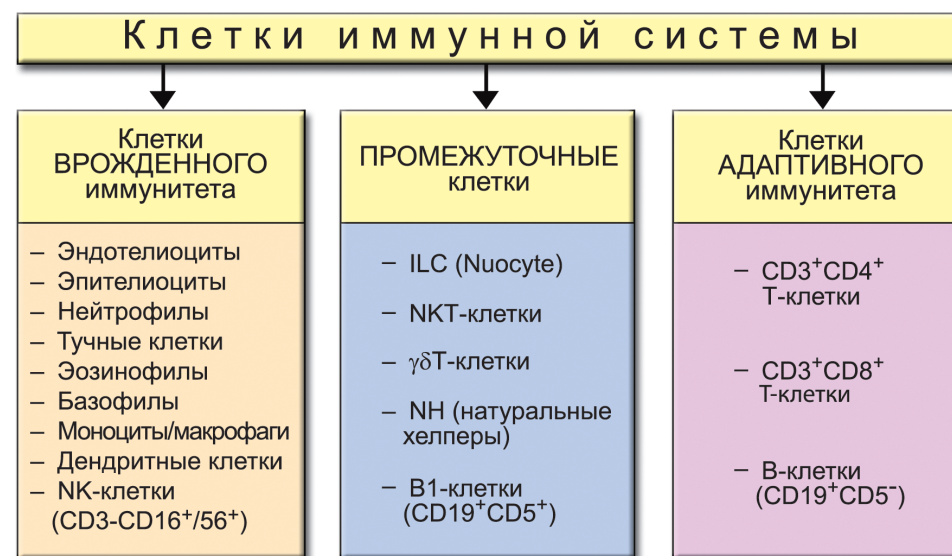 Клетки иммунной системы
Клетки
ВРОЖДЕННОГО
иммунитета
– Эндотелиоциты
– Эпителиоциты
– Нейтрофилы
– Тучные клетки
– Эозинофилы
– Базофилы
– Моноциты/макрофаги
– Дендритные клетки
– NK-клетки
(CD3-CD16⁺/56⁺)
ПРОМЕЖУТОЧНЫЕ
клетки
– ILC (Nuocyte)
– NKT-клетки
– γδT-клетки
– NH (натуральные
хелперы)
– B1-клетки
(CD19⁺CD5⁺)
Клетки
АДАПТИВНОГО
иммунитета
– CD3⁺CD4⁺
Т-клетки
– CD3⁺CD8⁺
Т-клетки
– В-клетки
(CD19⁺CD5⁻)